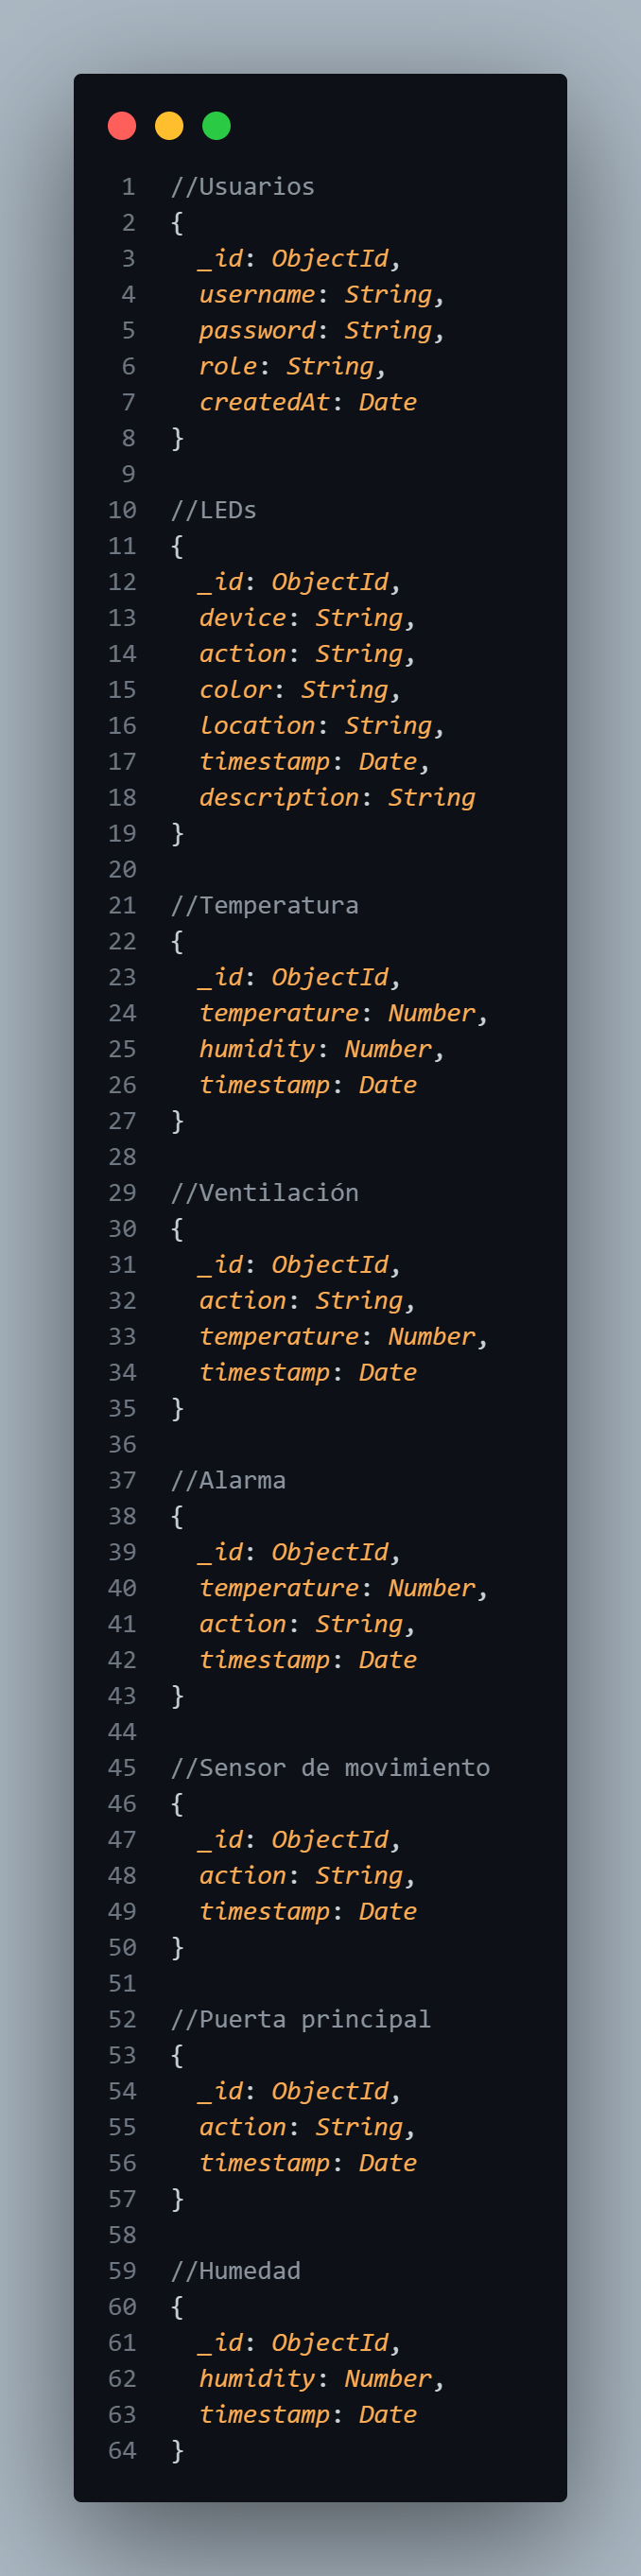 1 //Usuarios
2 {
3   _id: ObjectId,
4   username: String,
5   password: String,
6   role: String,
7   createdAt: Date
8 }
9
10 //LEDs
11 {
12   _id: ObjectId,
13   device: String,
14   action: String,
15   color: String,
16   location: String,
17   timestamp: Date,
18   description: String
19 }
20
21 //Temperatura
22 {
23   _id: ObjectId,
24   temperature: Number,
25   humidity: Number,
26   timestamp: Date
27 }
28
29 //Ventilación
30 {
31   _id: ObjectId,
32   action: String,
33   temperature: Number,
34   timestamp: Date
35 }
36
37 //Alarma
38 {
39   _id: ObjectId,
40   temperature: Number,
41   action: String,
42   timestamp: Date
43 }
44
45 //Sensor de movimiento
46 {
47   _id: ObjectId,
48   action: String,
49   timestamp: Date
50 }
51
52 //Puerta principal
53 {
54   _id: ObjectId,
55   action: String,
56   timestamp: Date
57 }
58
59 //Humedad
60 {
61   _id: ObjectId,
62   humidity: Number,
63   timestamp: Date
64 }